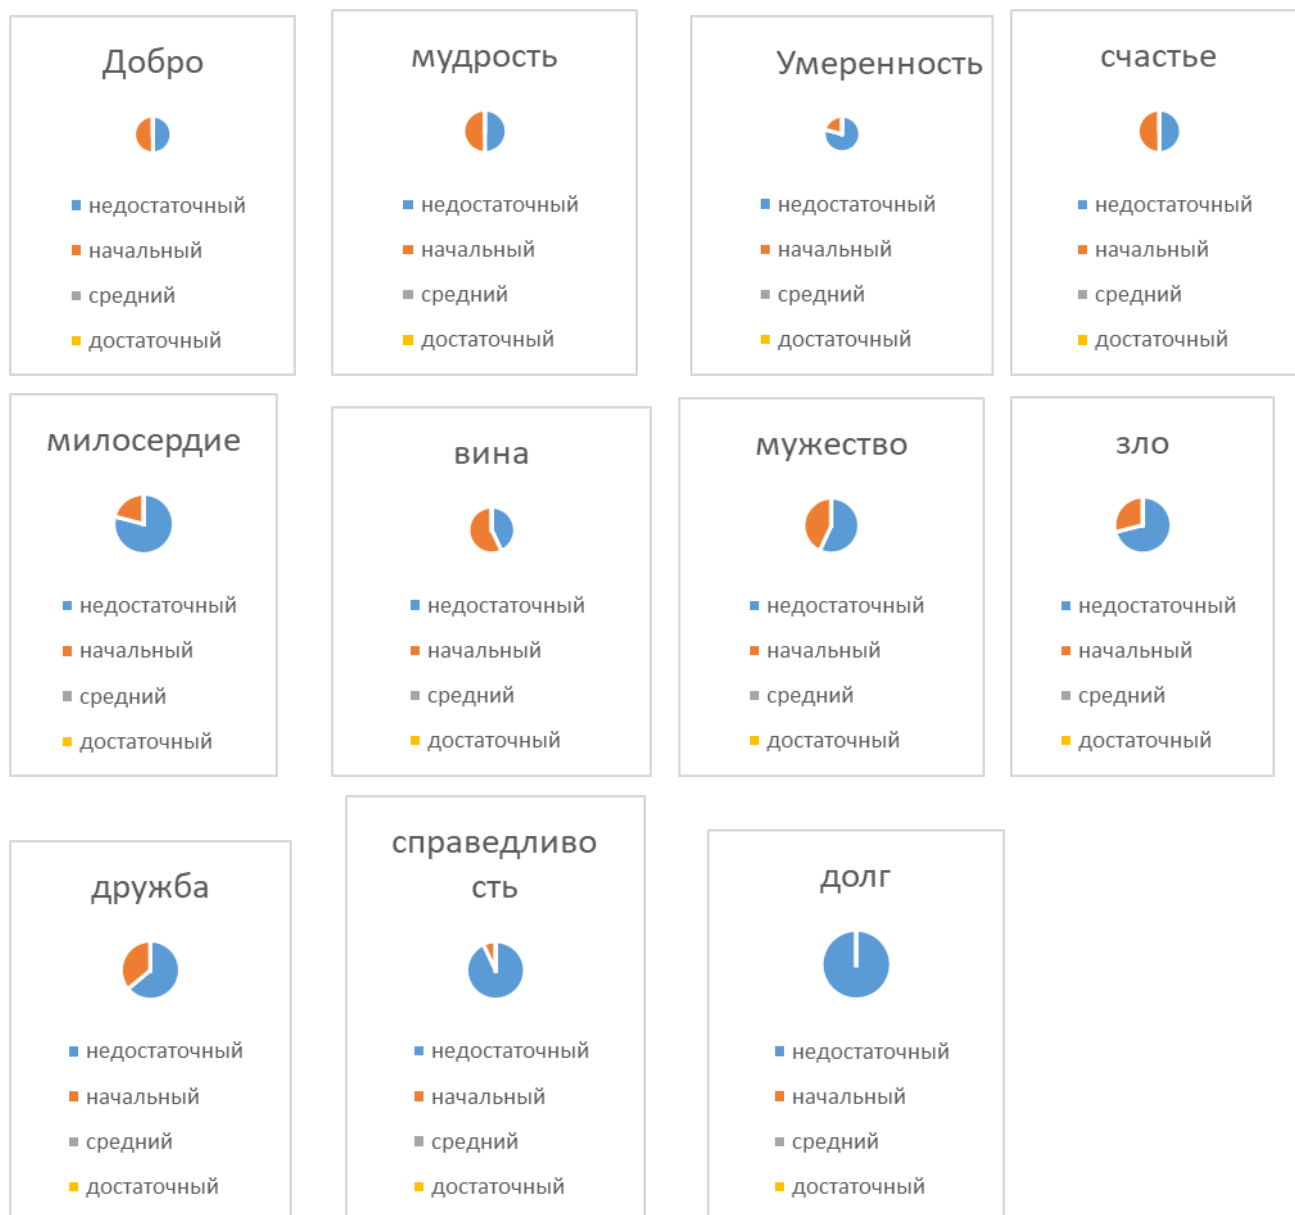 Добро
недостаточный
начальный
средний
достаточный
мудрость
недостаточный
начальный
средний
достаточный
Умеренность
недостаточный
начальный
средний
достаточный
счастье
недостаточный
начальный
средний
достаточный
милосердие
недостаточный
начальный
средний
достаточный
вина
недостаточный
начальный
средний
достаточный
мужество
недостаточный
начальный
средний
достаточный
зло
недостаточный
начальный
средний
достаточный
дружба
недостаточный
начальный
средний
достаточный
справедливо
сть
недостаточный
начальный
средний
достаточный
долг
недостаточный
начальный
средний
достаточный